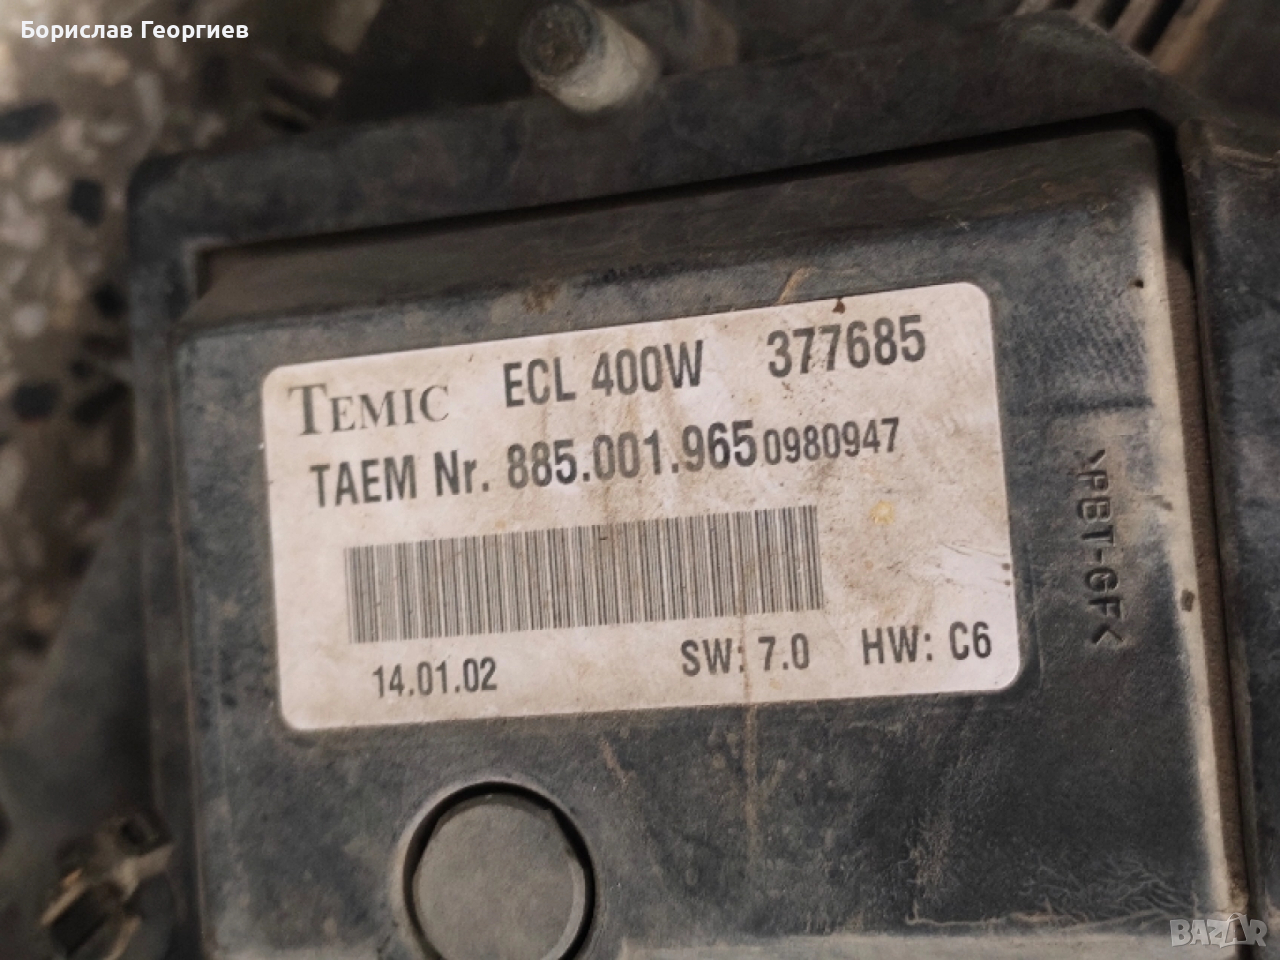 Борислав Георгиев
TEMIC ECL 400W 377685
TAEM Nr. 885.001.965 0980947
14.01.02 SW: 7.0 HW: C6
>PBT-GF<
BAZAR